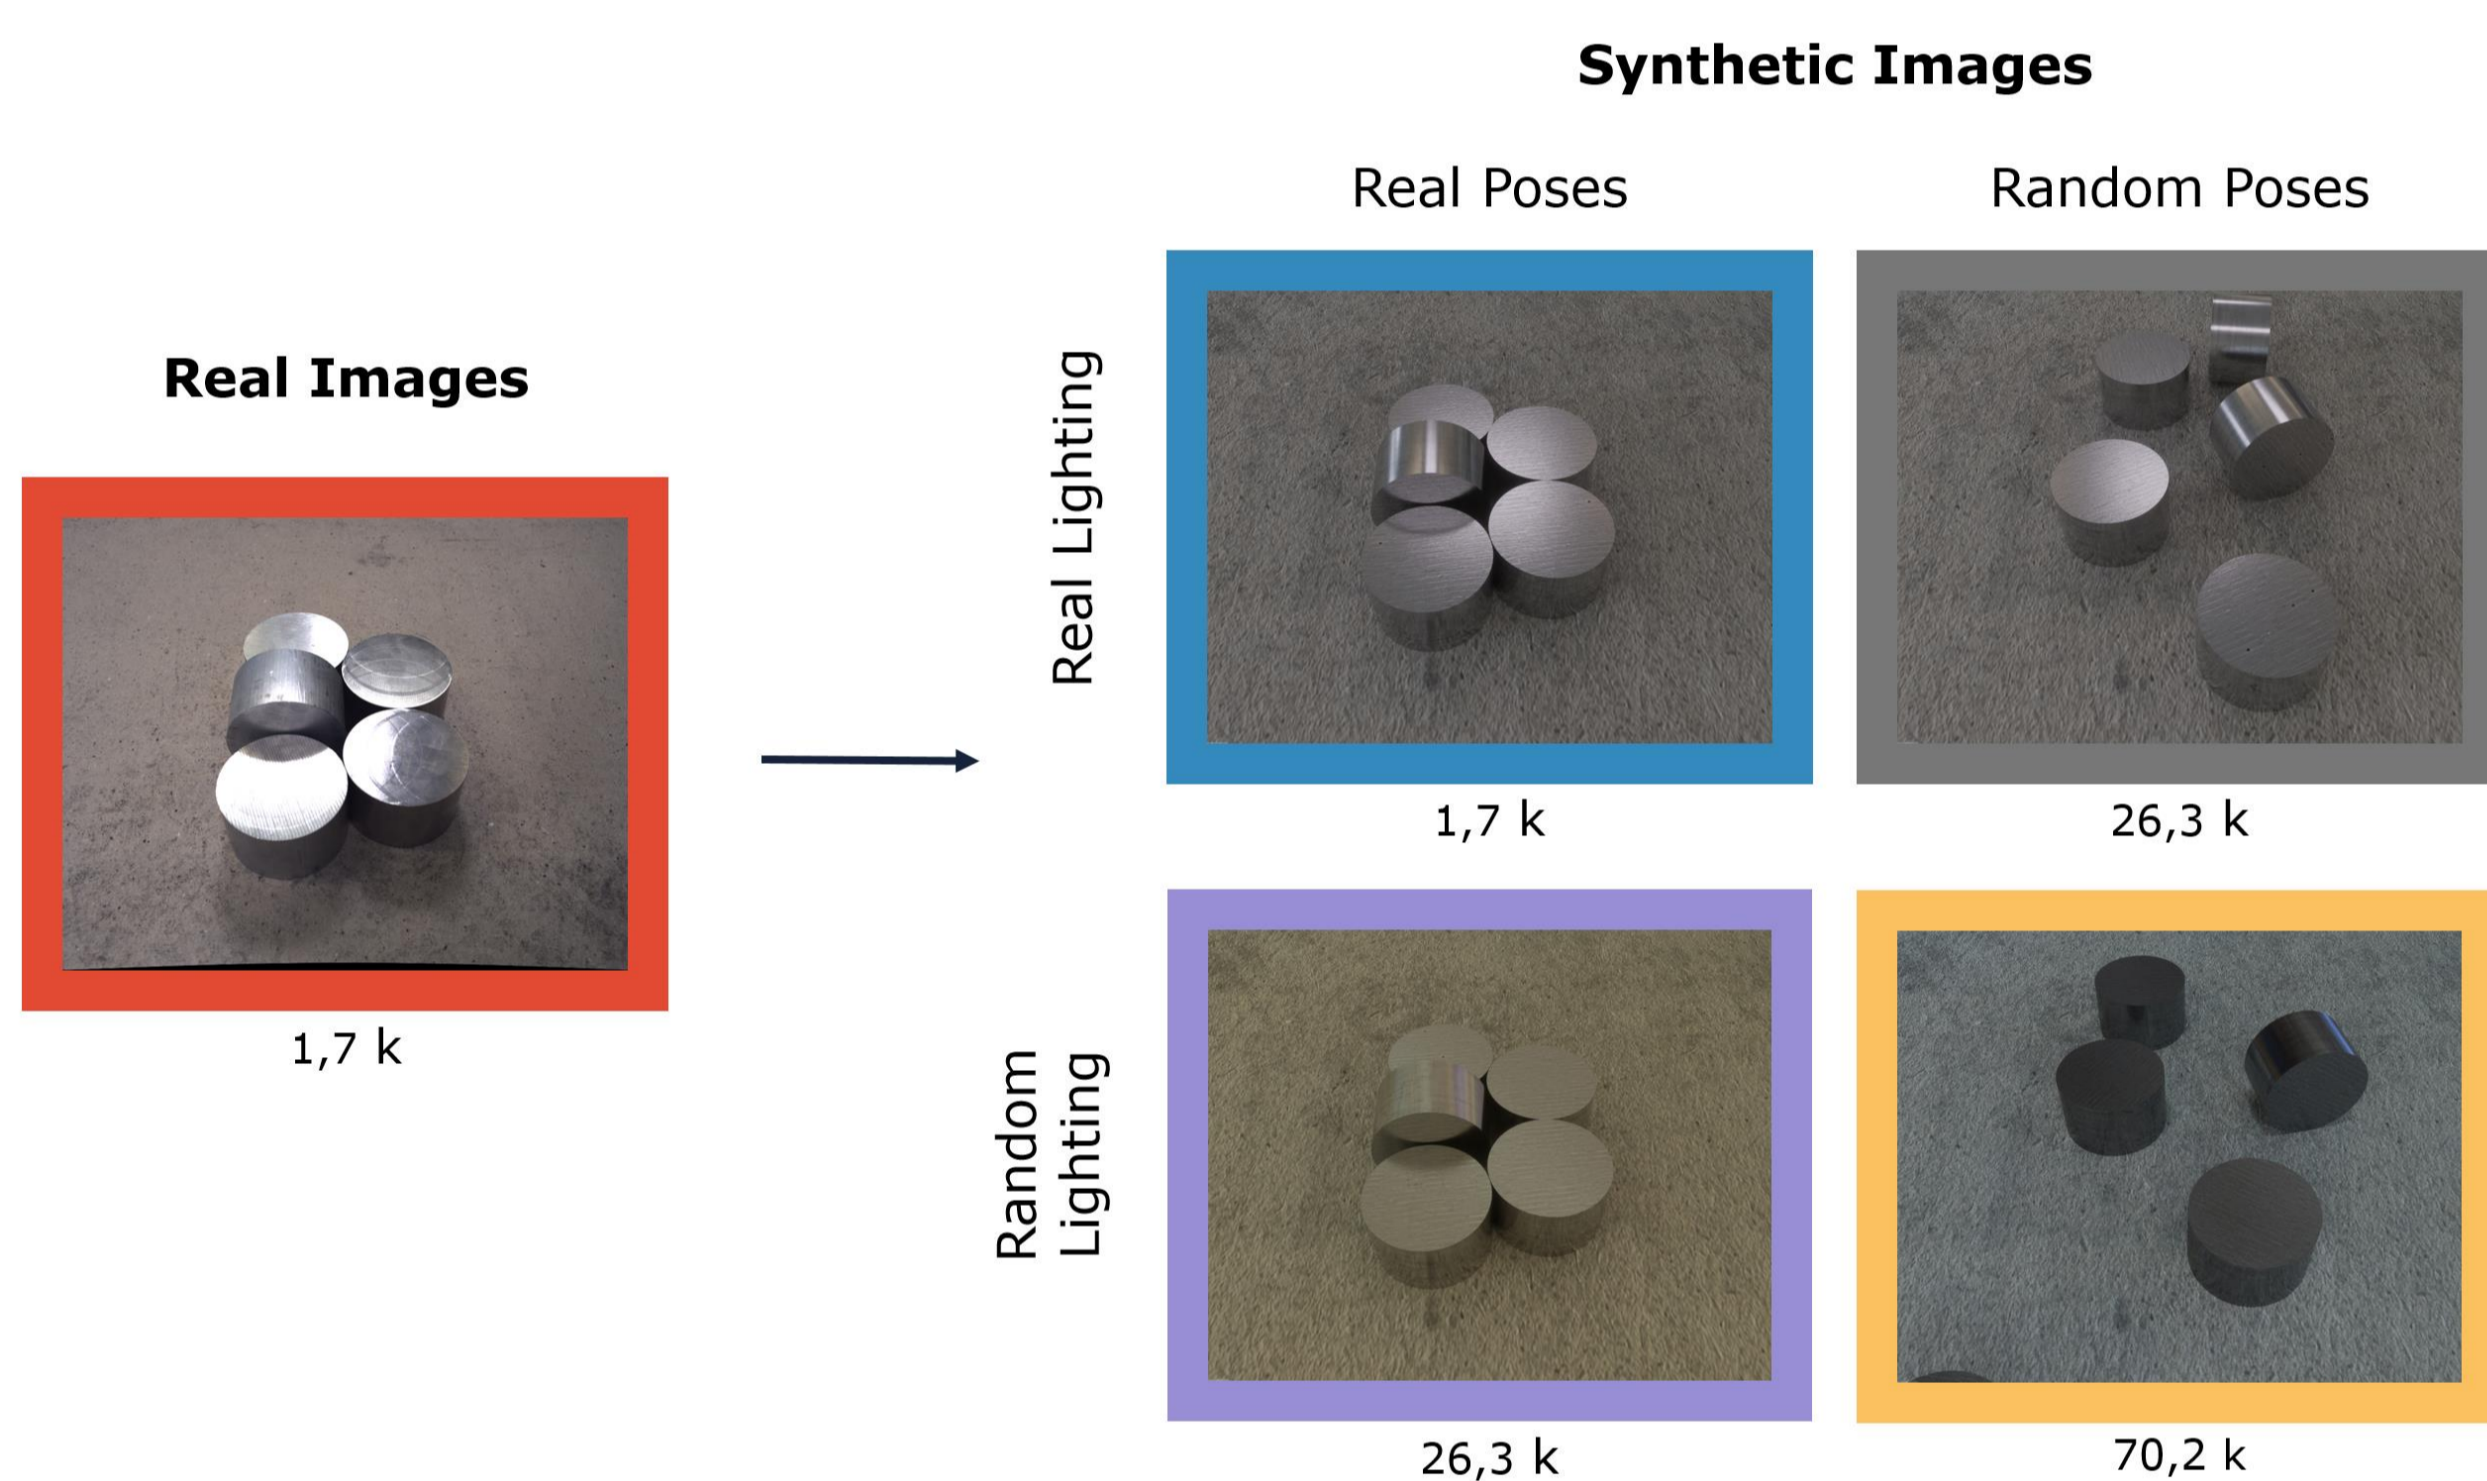 Synthetic Images
Real Poses
Random Poses
Real Images
Real Lighting
1,7 k
26,3 k
1,7 k
Random
Lighting
26,3 k
70,2 k